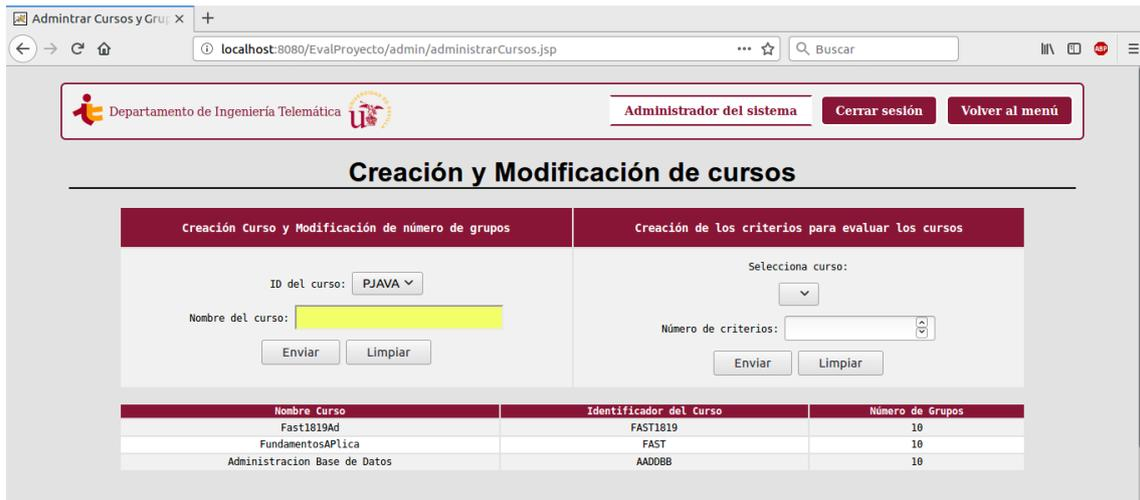 Admintrar Cursos y Gru
localhost:8080/EvalProyecto/admin/administrarCursos.jsp
Buscar
ABP
Departamento de Ingeniería Telemática
Administrador del sistema
Cerrar sesión
Volver al menú
Creación y Modificación de cursos
Creación Curso y Modificación de número de grupos
ID del curso: PJAVA
Nombre del curso:
Enviar Limpiar
Creación de los criterios para evaluar los cursos
Selecciona curso:
Número de criterios:
Enviar Limpiar
Nombre Curso Identificador del Curso Número de Grupos
Fast1819Ad FAST1819 10
FundamentosAPlica FAST 10
Administracion Base de Datos AADDBB 10